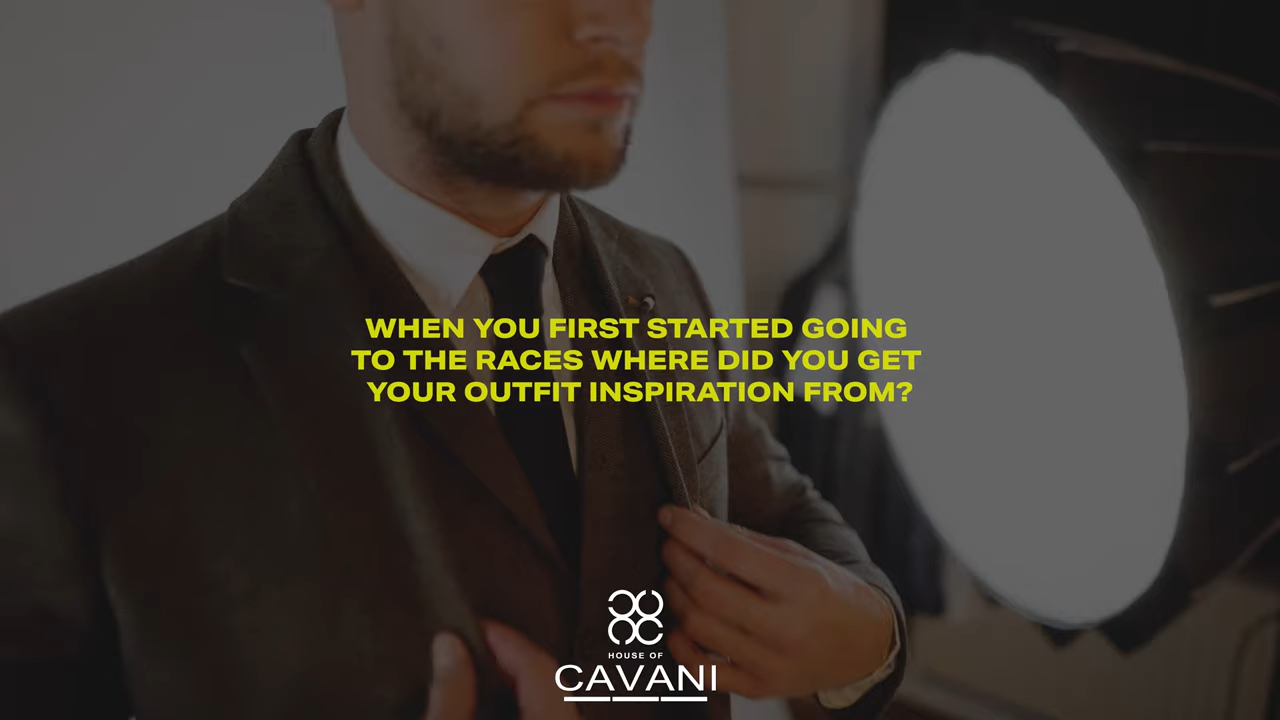 WHEN YOU FIRST STARTED GOING
TO THE RACES WHERE DID YOU GET
YOUR OUTFIT INSPIRATION FROM?
HOUSE OF
CAVANI